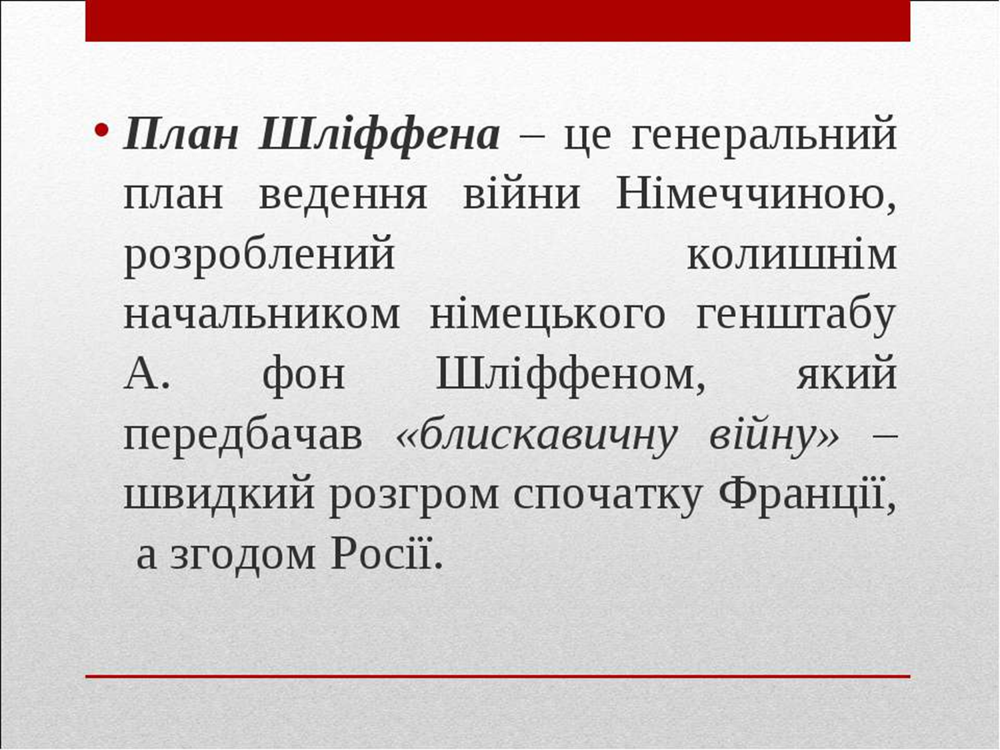 • План Шліффена – це генеральний
план ведення війни Німеччиною,
розроблений колишнім
начальником німецького генштабу
А. фон Шліффеном, який
передбачав «блискавичну війну» –
швидкий розгром спочатку Франції,
а згодом Росії.